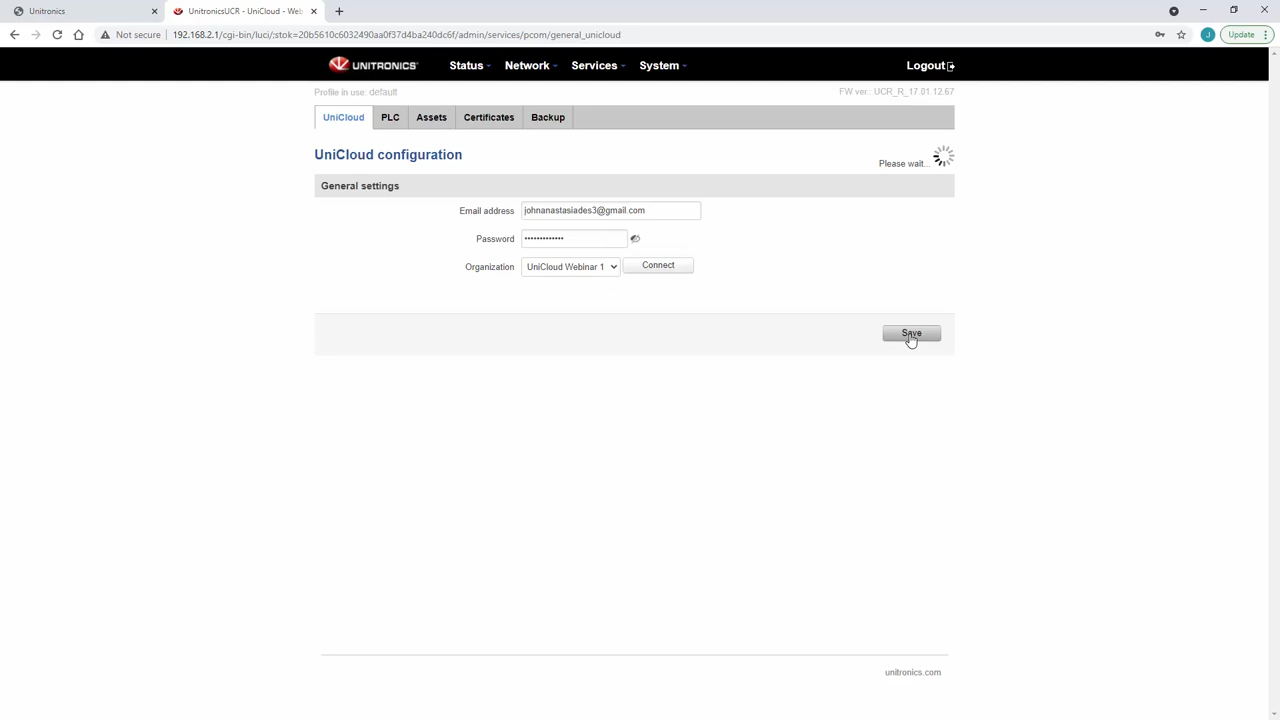 Unitronics
UnitronicsUCR - UniCloud - Web
Not secure
192.168.2.1/cgi-bin/luci/;stok=20b5610c6032490aa0f37d4ba240dc6f/admin/services/pcom/general_unicloud
J
Update
UNITRONICS
Status
Network
Services
System
Logout
Profile in use: default
FW ver.: UCR_R_17.01.12.67
UniCloud
PLC
Assets
Certificates
Backup
UniCloud configuration
Please wait...
General settings
Email address
johnanastasiades3@gmail.com
Password
•••••••••••••
Organization
UniCloud Webinar 1
Connect
Save
unitronics.com